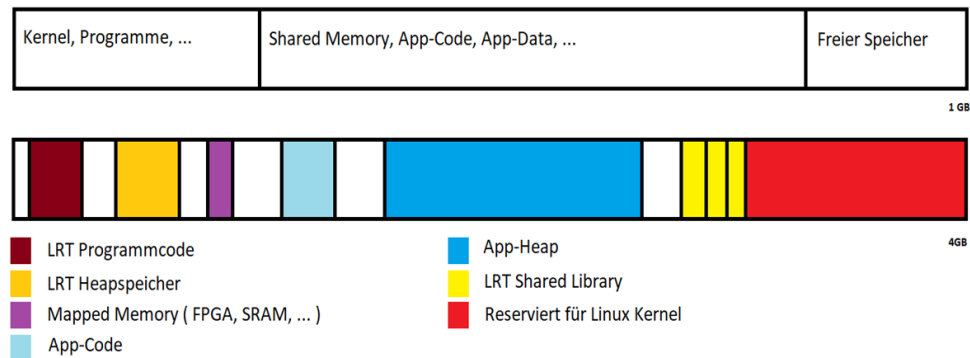 Kernel, Programme, ...
Shared Memory, App-Code, App-Data, ...
Freier Speicher
1 GB
4GB
LRT Programmcode
LRT Heapspeicher
Mapped Memory ( FPGA, SRAM, ... )
App-Code
App-Heap
LRT Shared Library
Reserviert für Linux Kernel